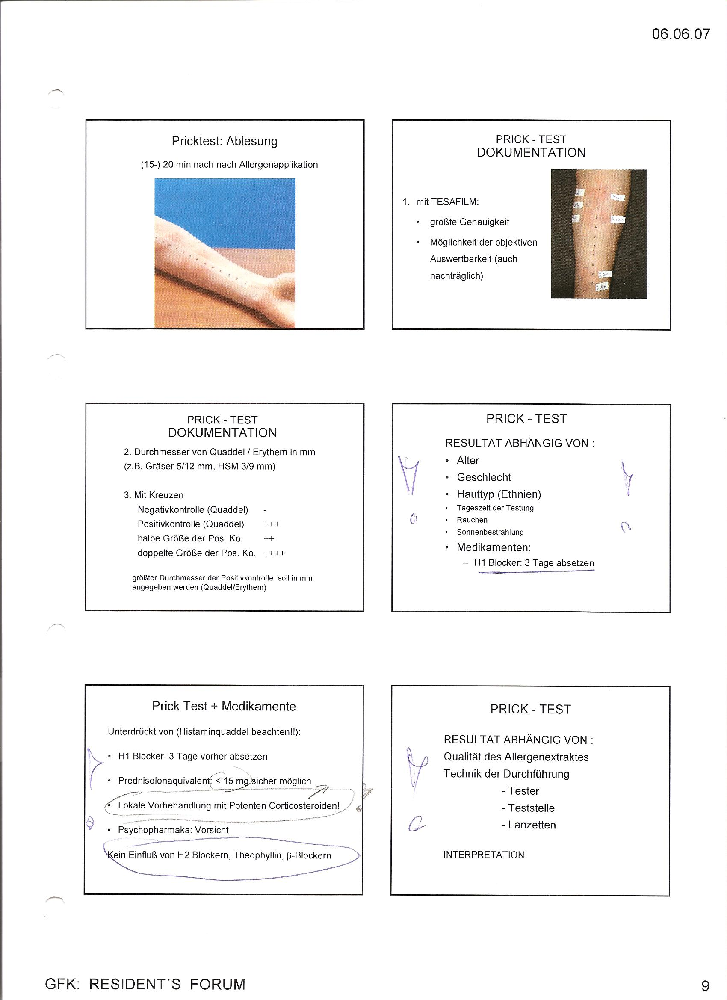 06.06.07
Pricktest: Ablesung
(15-) 20 min nach nach Allergenapplikation
PRICK - TEST
DOKUMENTATION
1. mit TESAFILM:
• größte Genauigkeit
• Möglichkeit der objektiven
Auswertbarkeit (auch
nachträglich)
PRICK - TEST
DOKUMENTATION
2. Durchmesser von Quaddel / Erythem in mm
(z.B. Gräser 5/12 mm, HSM 3/9 mm)
3. Mit Kreuzen
Negativkontrolle (Quaddel) -
Positivkontrolle (Quaddel) +++
halbe Größe der Pos. Ko. ++
doppelte Größe der Pos. Ko. ++++
größter Durchmesser der Positivkontrolle soll in mm
angegeben werden (Quaddel/Erythem)
PRICK - TEST
RESULTAT ABHÄNGIG VON :
• Alter
• Geschlecht
• Hauttyp (Ethnien)
• Tageszeit der Testung
• Rauchen
• Sonnenbestrahlung
• Medikamenten:
– H1 Blocker: 3 Tage absetzen
Prick Test + Medikamente
Unterdrückt von (Histaminquaddel beachten!!):
• H1 Blocker: 3 Tage vorher absetzen
• Prednisolonäquivalent: < 15 mg sicher möglich
• Lokale Vorbehandlung mit Potenten Corticosteroiden!
• Psychopharmaka: Vorsicht
Kein Einfluß von H2 Blockern, Theophyllin, β-Blockern
PRICK - TEST
RESULTAT ABHÄNGIG VON :
Qualität des Allergenextraktes
Technik der Durchführung
- Tester
- Teststelle
- Lanzetten
INTERPRETATION
GFK: RESIDENT´S FORUM
9